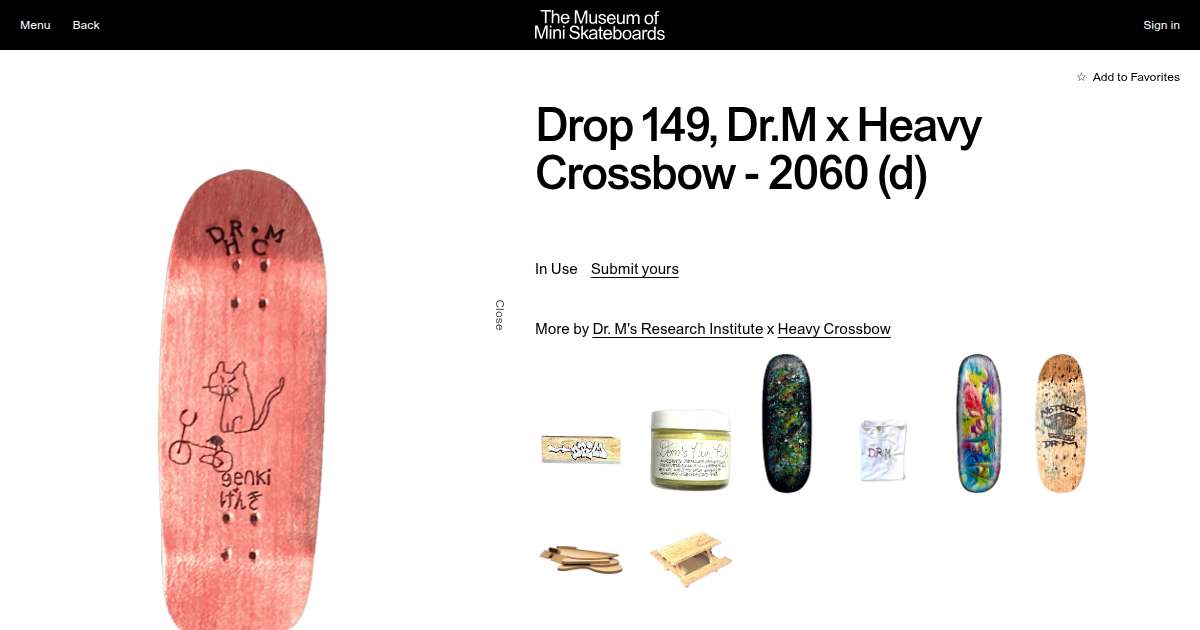 Menu
Back
The Museum of
Mini Skateboards
Sign in
☆ Add to Favorites
Drop 149, Dr.M x Heavy
Crossbow - 2060 (d)
DR•M
HC
genki
げんき
Close
In Use
Submit yours
More by Dr. M's Research Institute x Heavy Crossbow
DR.M